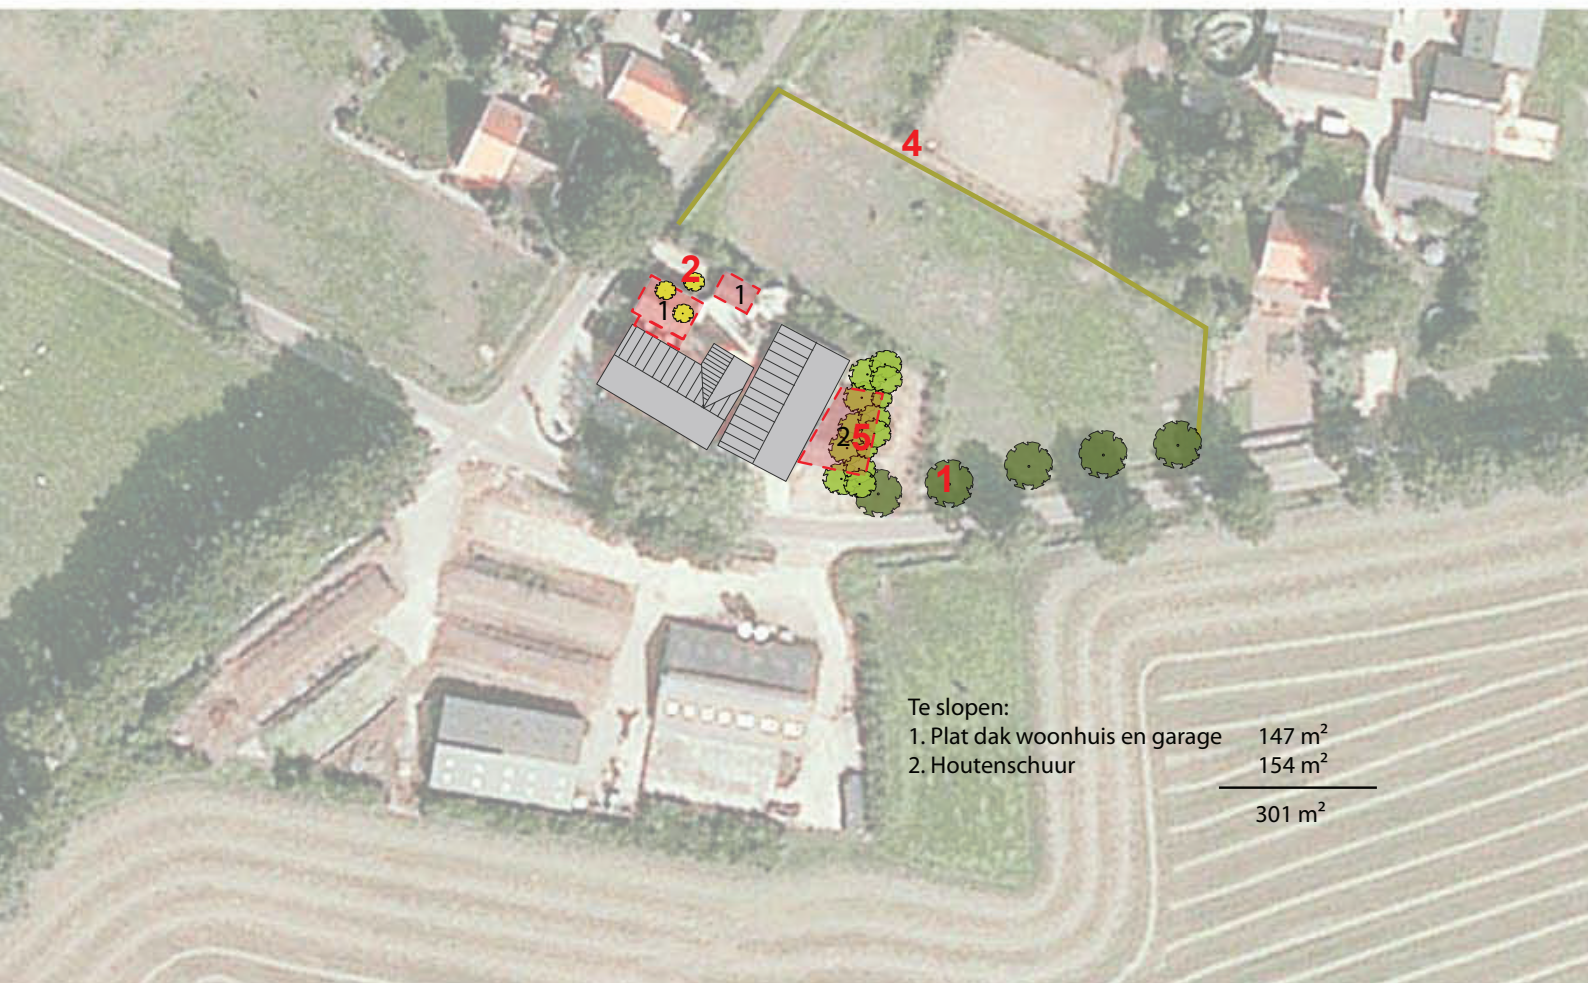 4
2
1
1
2
5
1
Te slopen:
1. Plat dak woonhuis en garage 147 m²
2. Houtenschuur 154 m²
301 m²